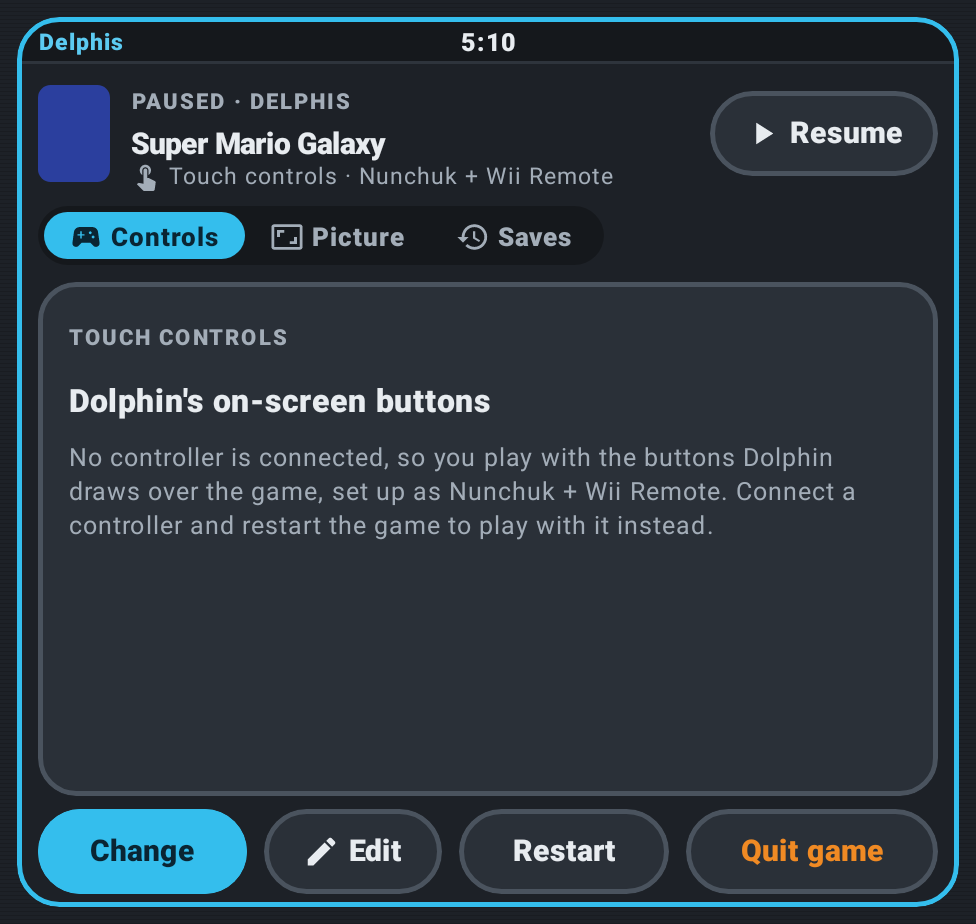 Delphis
5:10
PAUSED · DELPHIS
Super Mario Galaxy
Touch controls · Nunchuk + Wii Remote
Resume
Controls
Picture
Saves
TOUCH CONTROLS
Dolphin's on-screen buttons
No controller is connected, so you play with the buttons Dolphin
draws over the game, set up as Nunchuk + Wii Remote. Connect a
controller and restart the game to play with it instead.
Change
Edit
Restart
Quit game